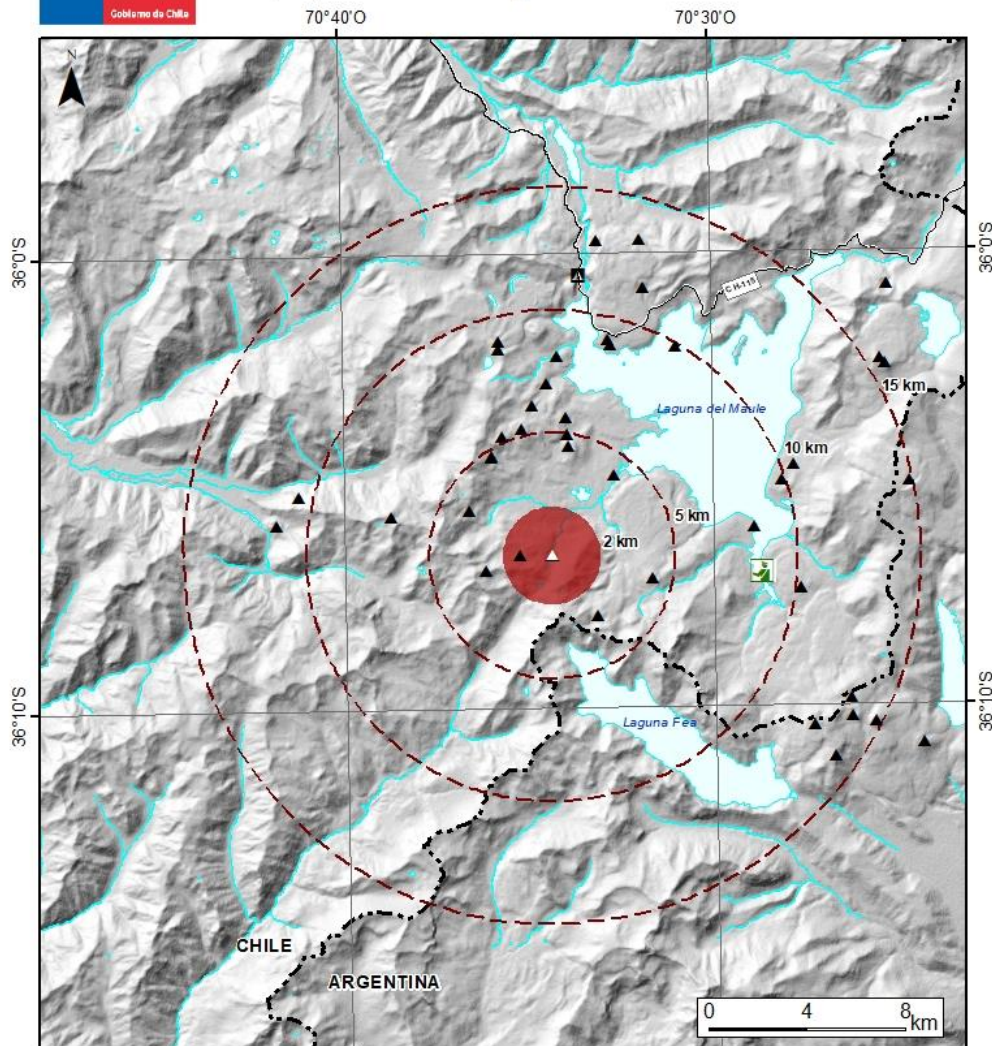 Gobierno de Chile
70°40'O
70°30'O
N
36°0'S
36°0'S
CH-115
15 km
Laguna del Maule
10 km
5 km
2 km
36°10'S
36°10'S
Laguna Fea
CHILE
ARGENTINA
0 4 8
km